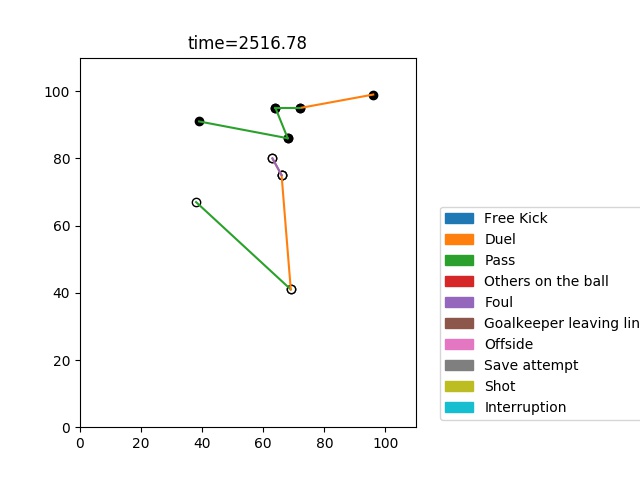 time=2516.78
100
80
60
40
20
0
0 20 40 60 80 100
Free Kick
Duel
Pass
Others on the ball
Foul
Goalkeeper leaving lin
Offside
Save attempt
Shot
Interruption